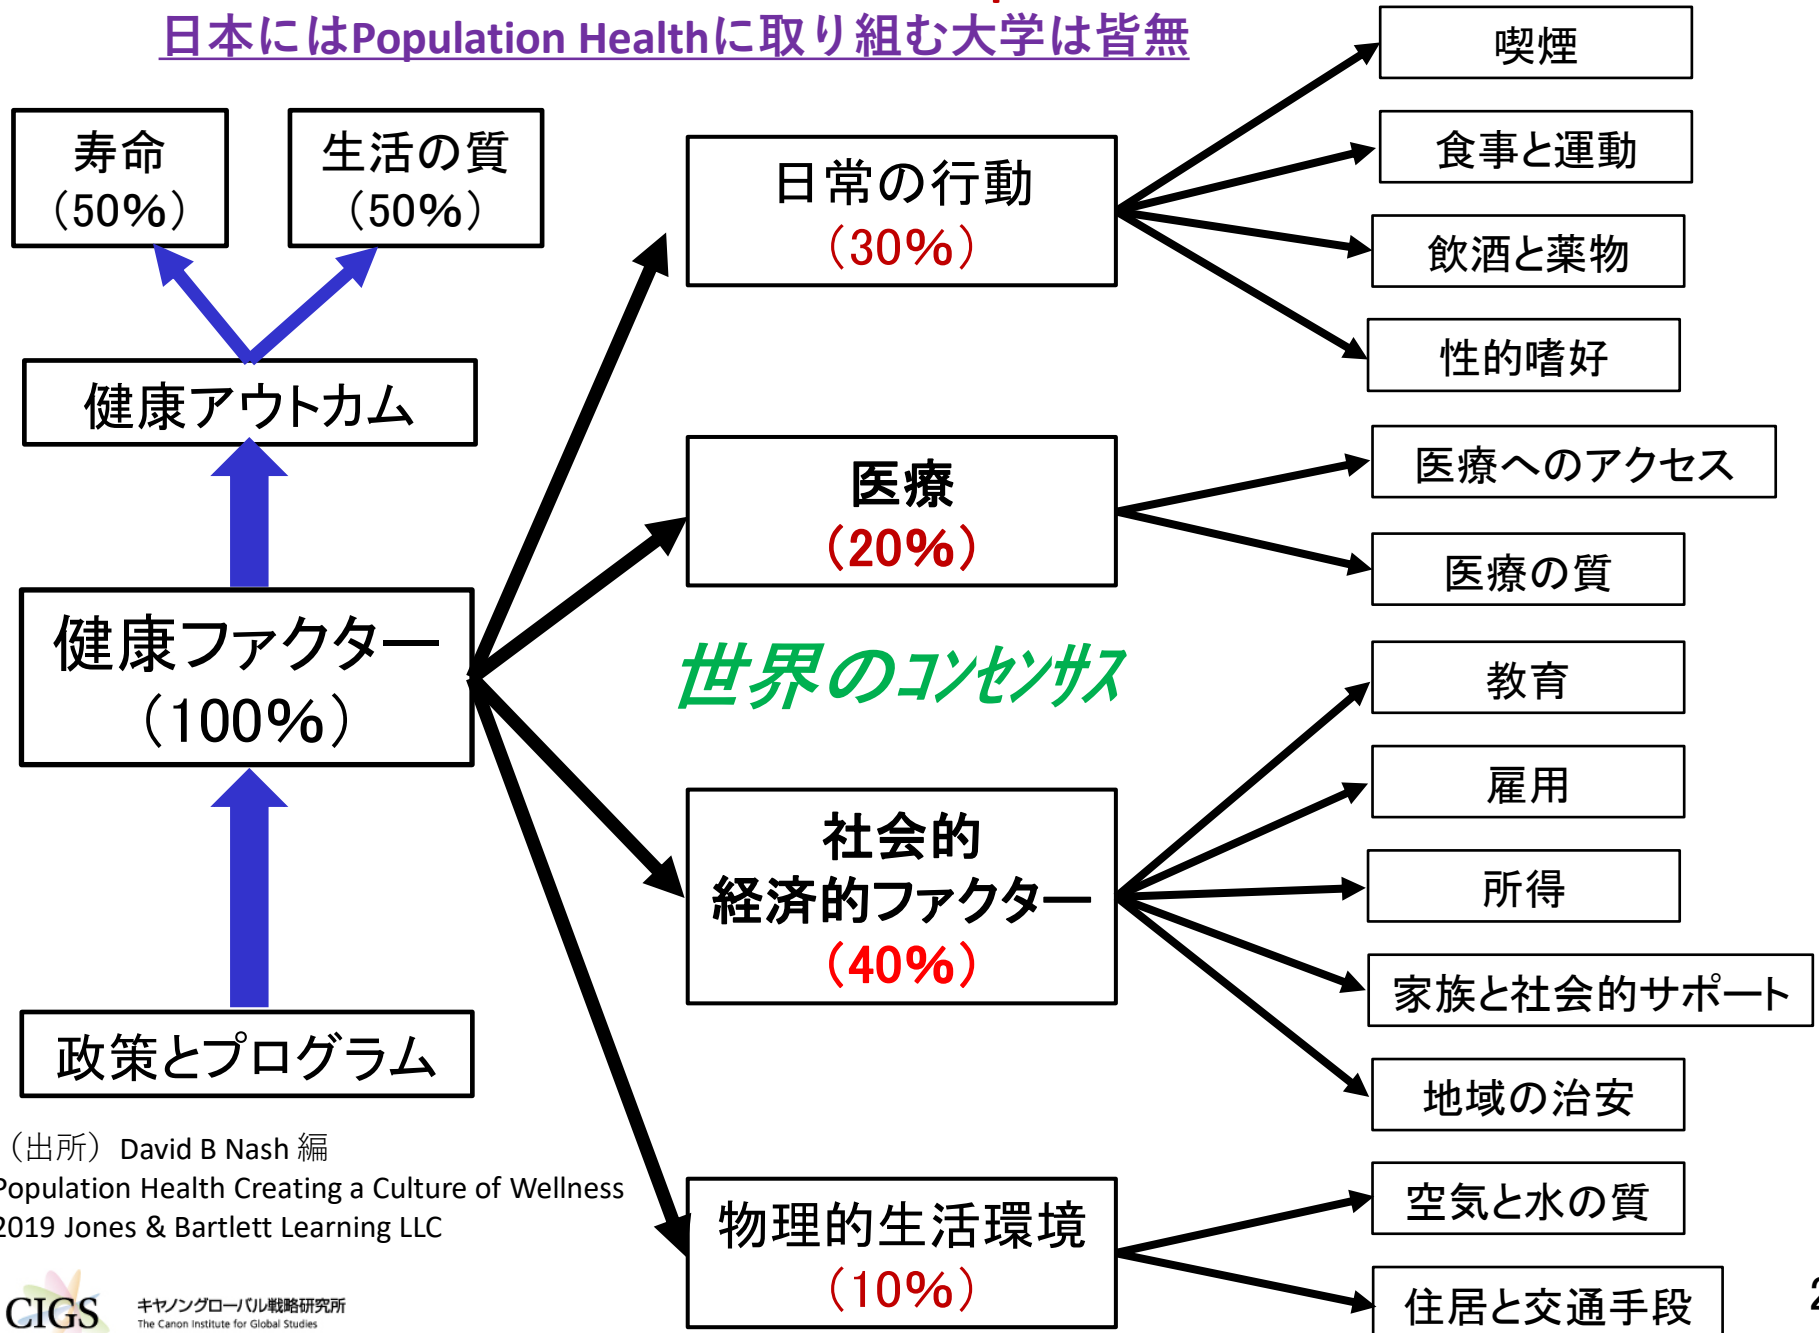 日本にはPopulation Healthに取り組む大学は皆無
寿命
（50%）
生活の質
（50%）
健康アウトカム
健康ファクター
（100%）
政策とプログラム
日常の行動
（30%）
医療
（20%）
世界のコンセンサス
社会的
経済的ファクター
（40%）
物理的生活環境
（10%）
喫煙
食事と運動
飲酒と薬物
性的嗜好
医療へのアクセス
医療の質
教育
雇用
所得
家族と社会的サポート
地域の治安
空気と水の質
住居と交通手段
（出所）David B Nash 編
Population Health Creating a Culture of Wellness
2019 Jones & Bartlett Learning LLC
CIGS
キヤノングローバル戦略研究所
The Canon Institute for Global Studies
2